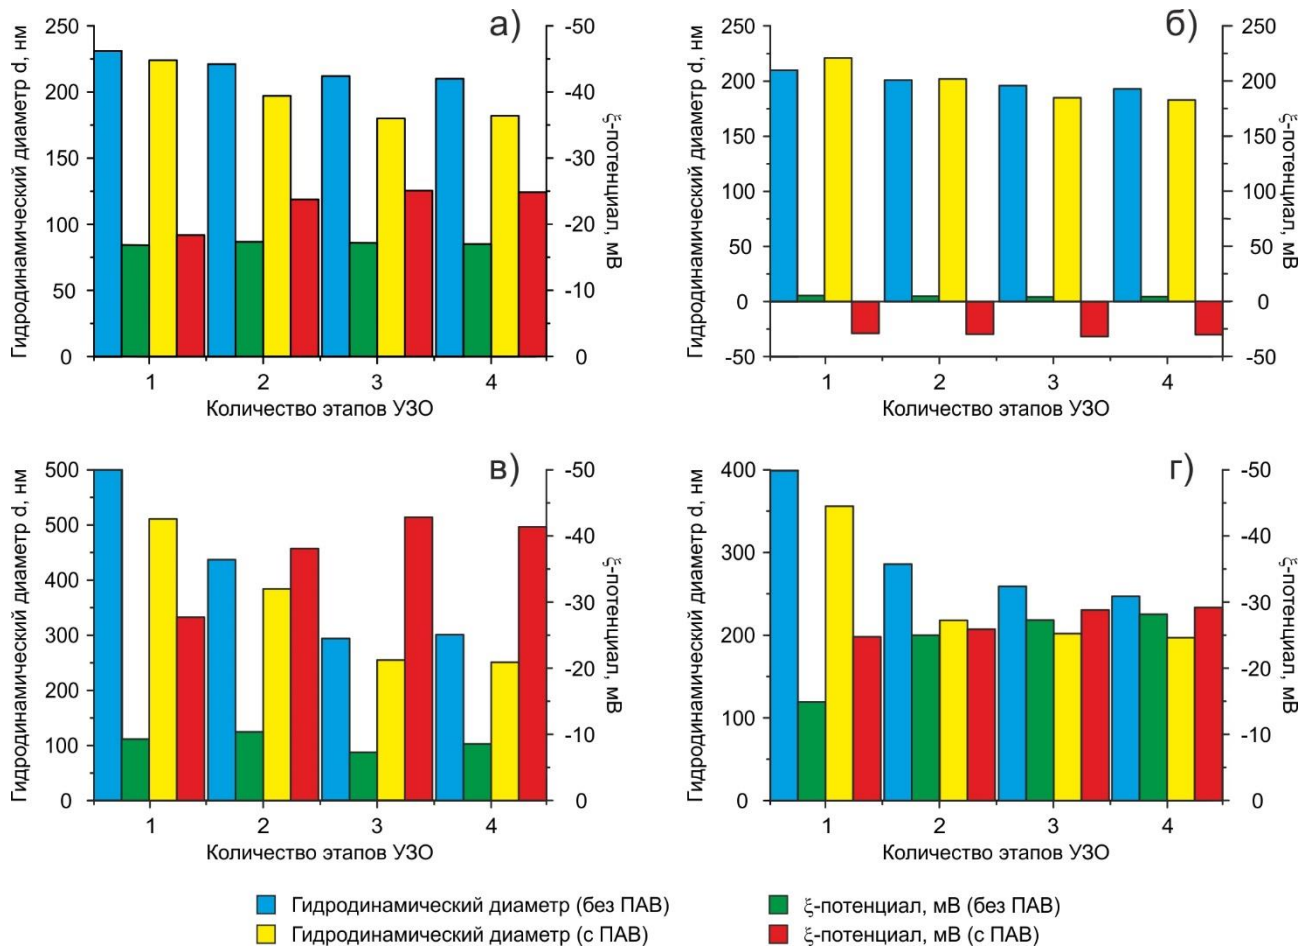 а)
Гидродинамический диаметр d, нм
250
200
150
100
50
0
-50
-40
-30
-20
-10
0
ξ-потенциал, мВ
1 2 3 4
Количество этапов УЗО
б)
Гидродинамический диаметр d, нм
250
200
150
100
50
0
-50
250
200
150
100
50
0
-50
ξ-потенциал, мВ
1 2 3 4
Количество этапов УЗО
в)
Гидродинамический диаметр d, нм
500
500
400
300
200
100
0
-50
-40
-30
-20
-10
0
ξ-потенциал, мВ
1 2 3 4
Количество этапов УЗО
г)
Гидродинамический диаметр d, нм
400
300
200
100
0
-50
-40
-30
-20
-10
0
ξ-потенциал, мВ
1 2 3 4
Количество этапов УЗО
Гидродинамический диаметр (без ПАВ)
Гидродинамический диаметр (с ПАВ)
ξ-потенциал, мВ (без ПАВ)
ξ-потенциал, мВ (с ПАВ)